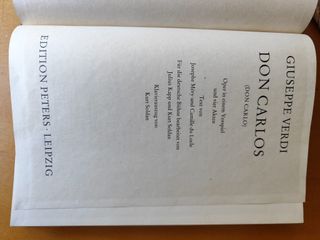 GIUSEPPE VERDI
DON CARLOS
(DON CARLO)
Oper in einem Vorspiel
und vier Akten
Text von
Josephe Méry und Camille du Locle
Für die deutsche Bühne bearbeitet von
Julius Kapp und Kurt Soldan
Klavierauszug von
Kurt Soldan
EDITION PETERS · LEIPZIG